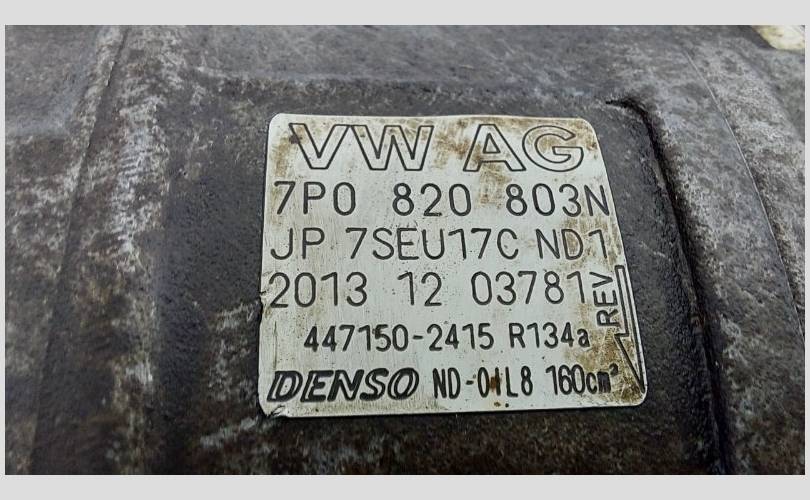 VW AG
7P0 820 803N
JP 7SEU17C ND1
2013 12 03781
REV
447150-2415 R134a
DENSO ND-OIL8 160cm³